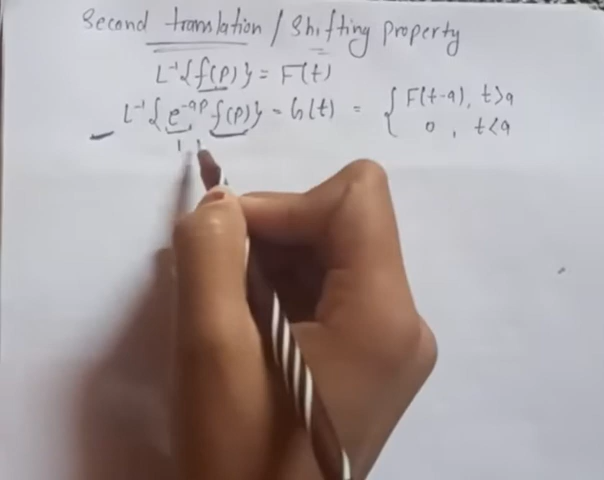 Second translation / Shifting property
L⁻¹{f(p)} = F(t)
L⁻¹{e⁻ᵃᵖ f(p)} = G(t) = { F(t-a), t>a
0, t<a